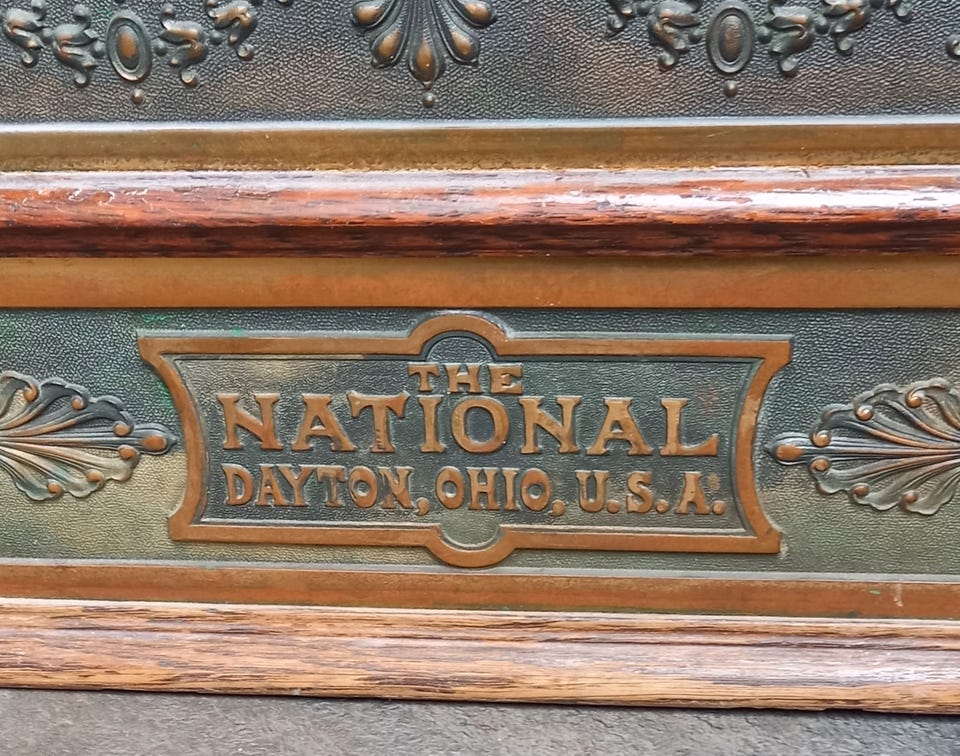 THE
NATIONAL
DAYTON, OHIO, U.S.A.